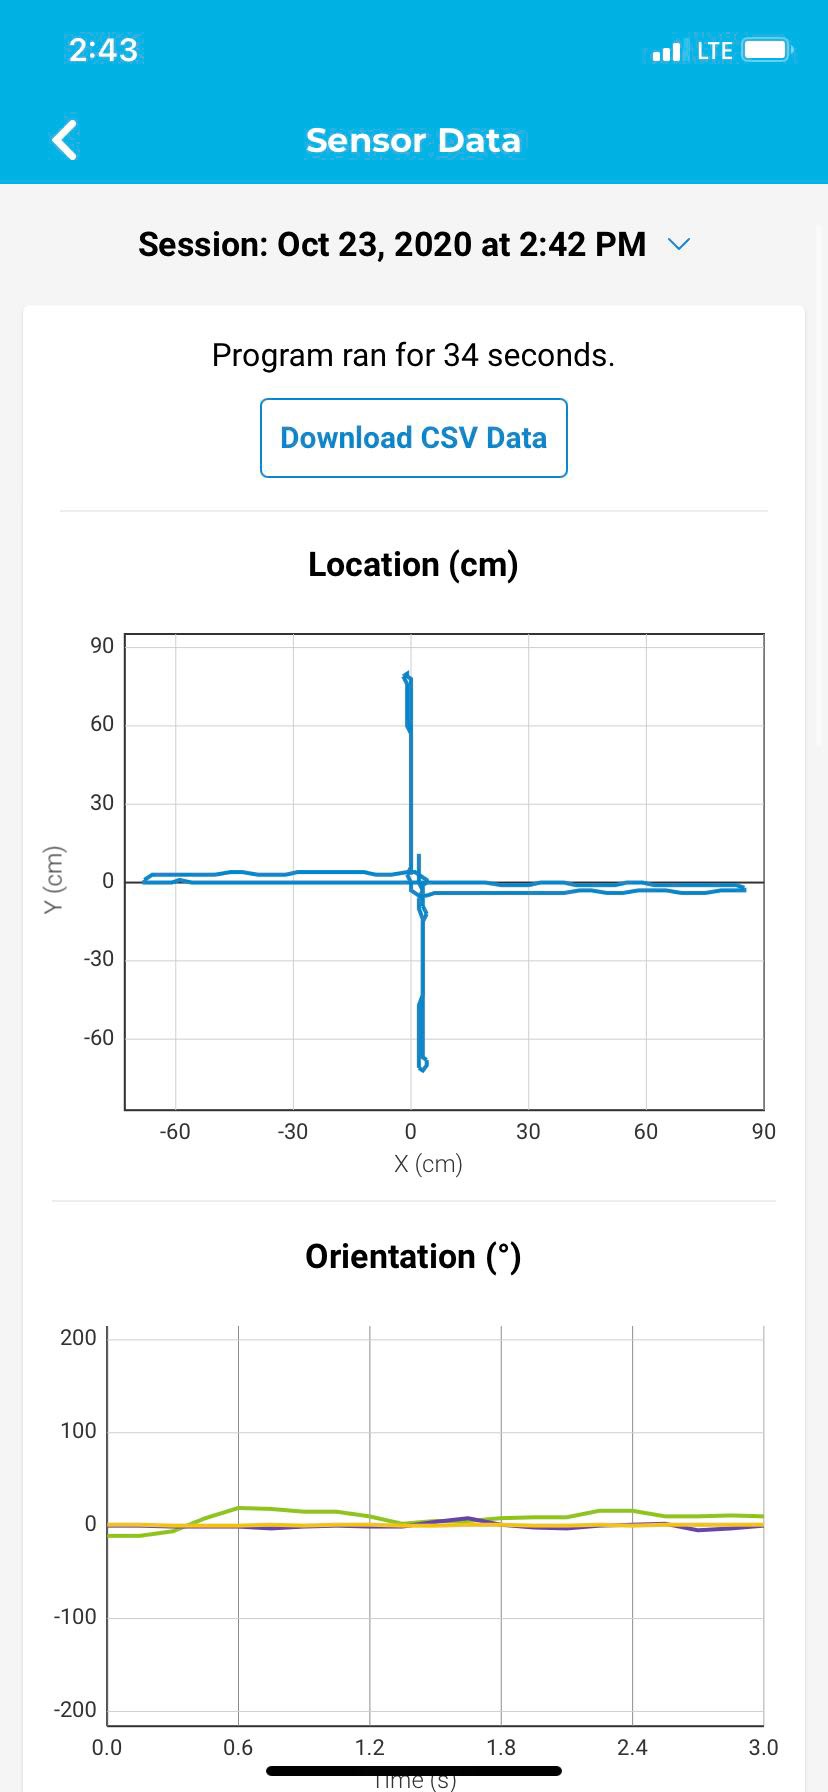 2:43
LTE
Sensor Data
Session: Oct 23, 2020 at 2:42 PM
Program ran for 34 seconds.
Download CSV Data
Location (cm)
90
60
30
0
-30
-60
Y (cm)
-60 -30 0 30 60 90
X (cm)
Orientation (°)
200
100
0
-100
-200
0.0 0.6 1.2 1.8 2.4 3.0
Time (s)